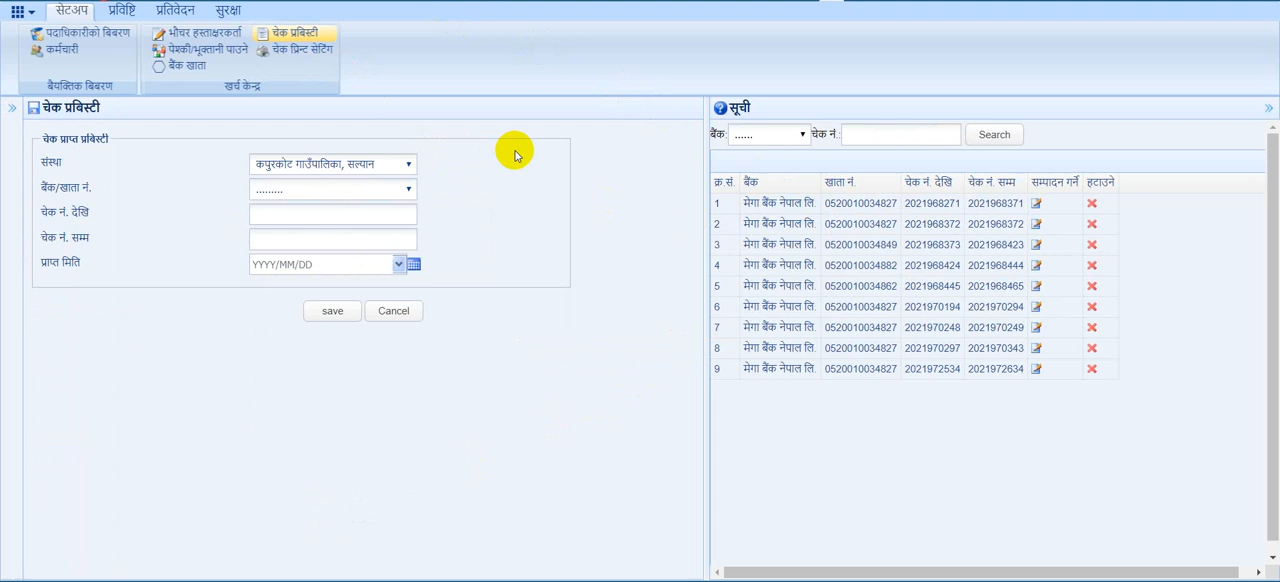 सेटअप प्रविष्टि प्रतिवेदन सुरक्षा
पदाधिकारीको बिबरण
कर्मचारी
बैयक्तिक बिबरण
भौचर हस्ताक्षरकर्ता
पेश्की/भूक्तानी पाउने
बैंक खाता
चेक प्रबिस्टी
चेक प्रिन्ट सेटिंग
खर्च केन्द्र
चेक प्रबिस्टी
चेक प्राप्त प्रबिस्टी
संस्था कपुरकोट गाउँपालिका, सल्यान
बैंक/खाता नं. .........
चेक नं. देखि
चेक नं. सम्म
प्राप्त मिति YYYY/MM/DD
save Cancel
सूची
बैंक: ...... चेक नं.: Search
क्र.सं. बैंक खाता नं. चेक नं. देखि चेक नं. सम्म सम्पादन गर्ने हटाउने
1 मेगा बैंक नेपाल लि. 0520010034827 2021968271 2021968371
2 मेगा बैंक नेपाल लि. 0520010034827 2021968372 2021968372
3 मेगा बैंक नेपाल लि. 0520010034849 2021968373 2021968423
4 मेगा बैंक नेपाल लि. 0520010034882 2021968424 2021968444
5 मेगा बैंक नेपाल लि. 0520010034862 2021968445 2021968465
6 मेगा बैंक नेपाल लि. 0520010034827 2021970194 2021970294
7 मेगा बैंक नेपाल लि. 0520010034827 2021970248 2021970249
8 मेगा बैंक नेपाल लि. 0520010034827 2021970297 2021970343
9 मेगा बैंक नेपाल लि. 0520010034827 2021972534 2021972634